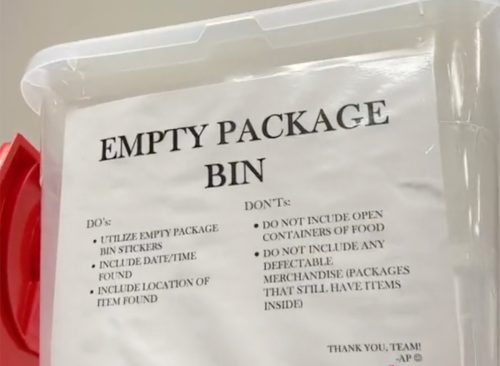 EMPTY PACKAGE
BIN
DO's:
• UTILIZE EMPTY PACKAGE
BIN STICKERS
• INCLUDE DATE/TIME
FOUND
• INCLUDE LOCATION OF
ITEM FOUND
DON'Ts:
• DO NOT INCUDE OPEN
CONTAINERS OF FOOD
• DO NOT INCLUDE ANY
DEFECTABLE
MERCHANDISE (PACKAGES
THAT STILL HAVE ITEMS
INSIDE)
THANK YOU, TEAM!
-AP ☺